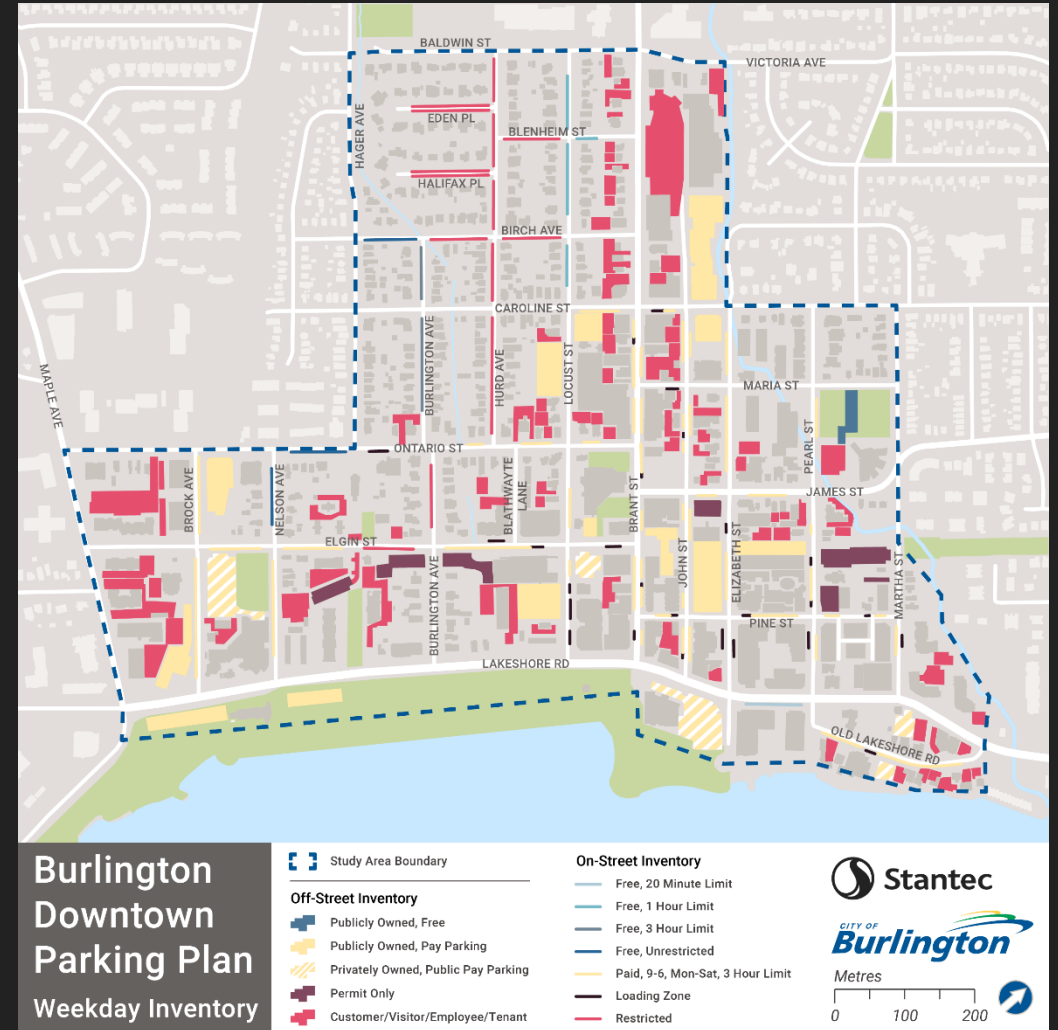 BALDWIN ST
VICTORIA AVE
HAGER AVE
EDEN PL
BLENHEIM ST
HALIFAX PL
BIRCH AVE
CAROLINE ST
BURLINGTON AVE
HURD AVE
LOCUST ST
MAPLE AVE
MARIA ST
PEARL ST
ONTARIO ST
BROCK AVE
NELSON AVE
BLATHWAYTE
LANE
BRANT ST
JAMES ST
ELGIN ST
JOHN ST
ELIZABETH ST
MARTHA ST
BURLINGTON AVE
PINE ST
LAKESHORE RD
OLD LAKESHORE RD
Burlington
Downtown
Parking Plan
Weekday Inventory
Study Area Boundary
Off-Street Inventory
Publicly Owned, Free
Publicly Owned, Pay Parking
Privately Owned, Public Pay Parking
Permit Only
Customer/Visitor/Employee/Tenant
On-Street Inventory
Free, 20 Minute Limit
Free, 1 Hour Limit
Free, 3 Hour Limit
Free, Unrestricted
Paid, 9-6, Mon-Sat, 3 Hour Limit
Loading Zone
Restricted
Stantec
CITY OF
Burlington
Metres
0 100 200